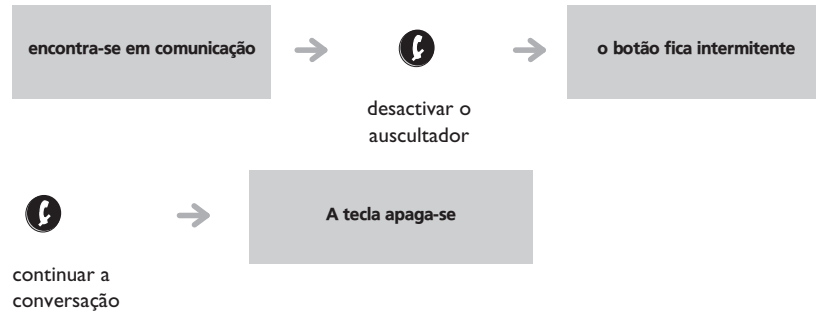 encontra-se em comunicação
o botão fica intermitente
desactivar o
auscultador
A tecla apaga-se
continuar a
conversação